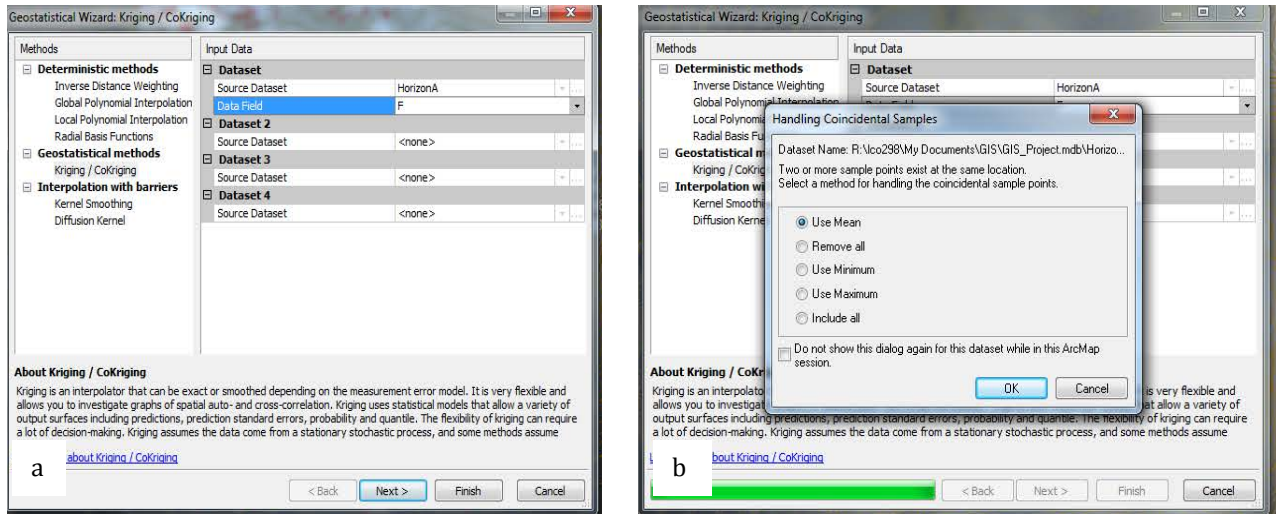 Geostatistical Wizard: Kriging / CoKriging
Methods
Deterministic methods
Inverse Distance Weighting
Global Polynomial Interpolation
Local Polynomial Interpolation
Radial Basis Functions
Geostatistical methods
Kriging / CoKriging
Interpolation with barriers
Kernel Smoothing
Diffusion Kernel
Input Data
Dataset
Source Dataset HorizonA
Data Field F
Dataset 2
Source Dataset <none>
Dataset 3
Source Dataset <none>
Dataset 4
Source Dataset <none>
About Kriging / CoKriging
Kriging is an interpolator that can be exact or smoothed depending on the measurement error model. It is very flexible and
allows you to investigate graphs of spatial auto- and cross-correlation. Kriging uses statistical models that allow a variety of
output surfaces including predictions, prediction standard errors, probability and quantile. The flexibility of kriging can require
a lot of decision-making. Kriging assumes the data come from a stationary stochastic process, and some methods assume
about Kriging / CoKriging
a
< Back Next > Finish Cancel
Geostatistical Wizard: Kriging / CoKriging
Methods
Deterministic methods
Inverse Distance Weighting
Global Polynomial Interpolation
Local Polynomia
Radial Basis Fu
Geostatistical m
Kriging / CoKrig
Interpolation wi
Kernel Smoothi
Diffusion Kerne
Input Data
Dataset
Source Dataset HorizonA
Handling Coincidental Samples
Dataset Name: R:\lco298\My Documents\GIS\GIS_Project.mdb\Horizo...
Two or more sample points exist at the same location.
Select a method for handling the coincidental sample points.
Use Mean
Remove all
Use Minimum
Use Maximum
Include all
Do not show this dialog again for this dataset while in this ArcMap
session.
OK Cancel
About Kriging / CoKr
Kriging is an interpolato is very flexible and
allows you to investigat at allow a variety of
output surfaces including predictions, prediction standard errors, probability and quantile. The flexibility of kriging can require
a lot of decision-making. Kriging assumes the data come from a stationary stochastic process, and some methods assume
bout Kriging / CoKriging
b
< Back Next > Finish Cancel